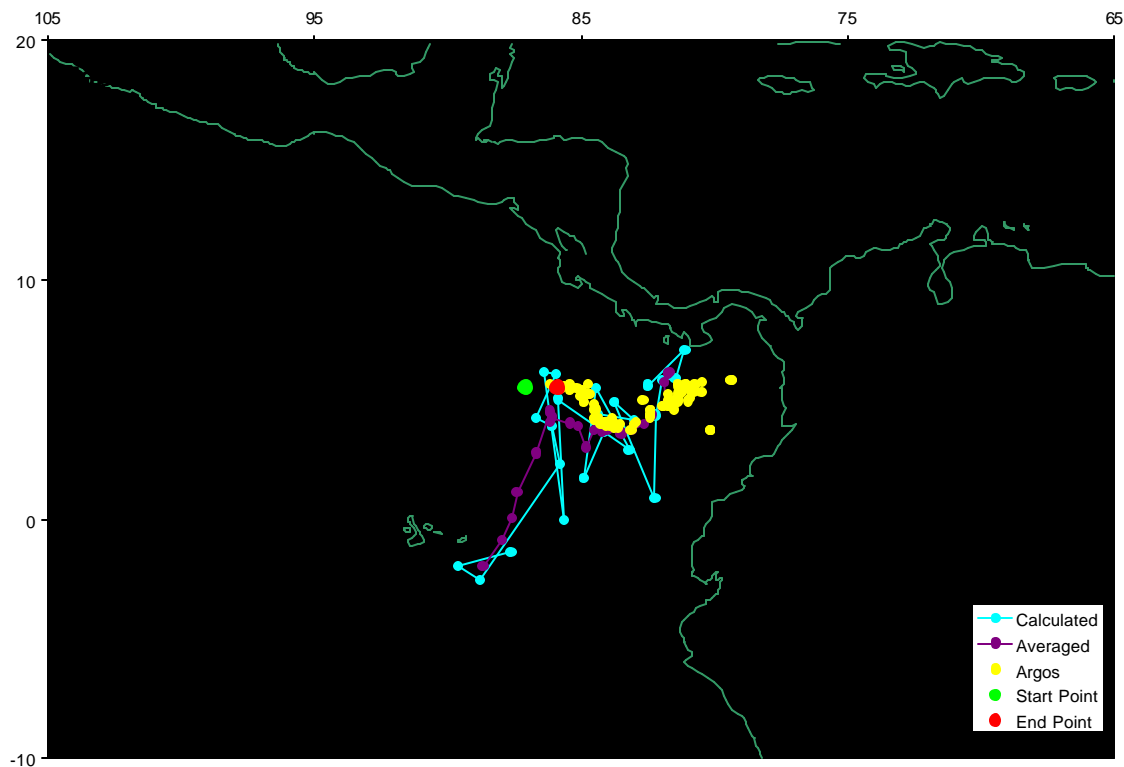 105 95 85 75 65
20
10
0
-10
Calculated
Averaged
Argos
Start Point
End Point